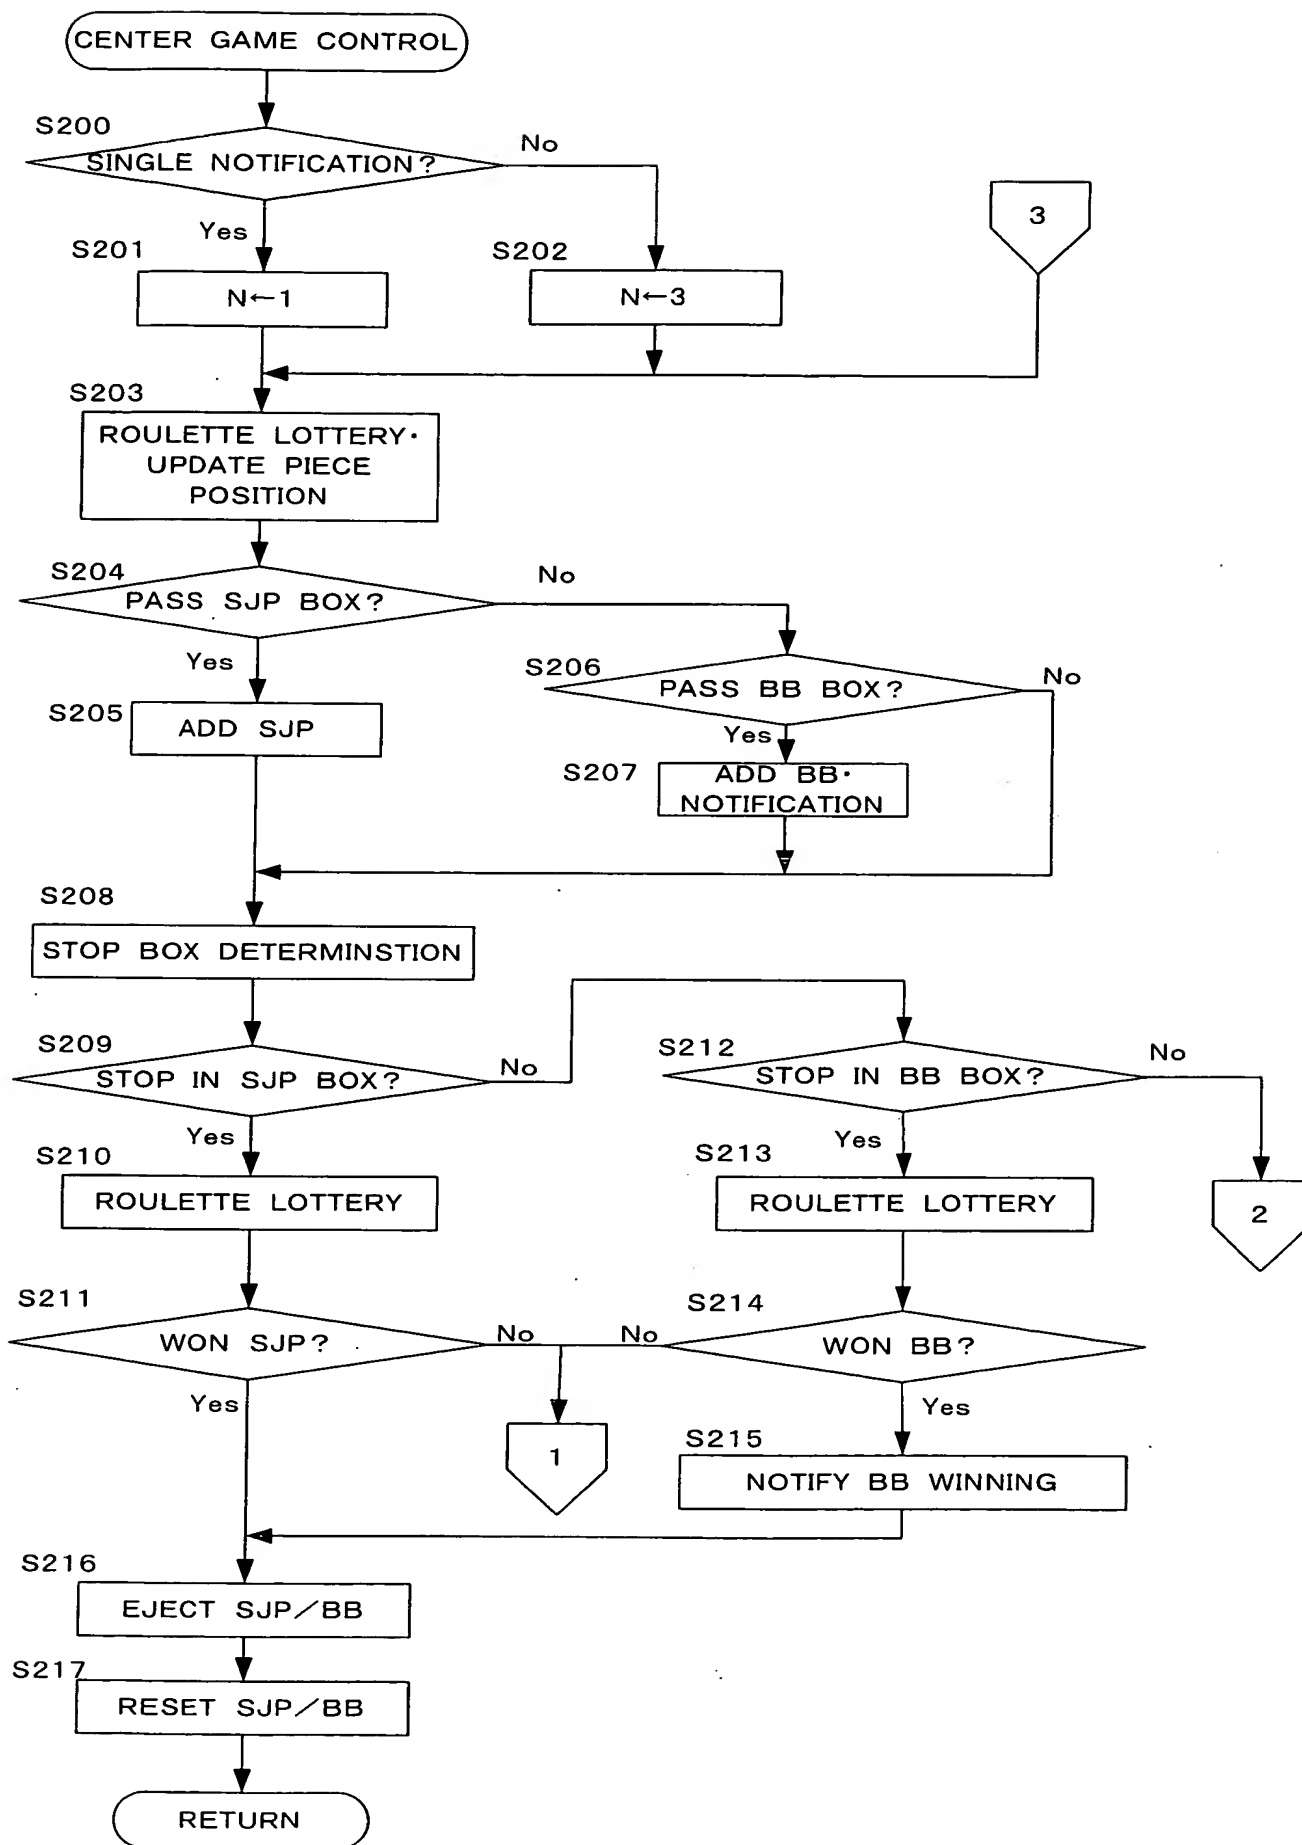 CENTER GAME CONTROL
S200
SINGLE NOTIFICATION?
No
Yes
3
S201
N←1
S202
N←3
S203
ROULETTE LOTTERY・
UPDATE PIECE
POSITION
S204
PASS SJP BOX?
No
Yes
S206
PASS BB BOX?
No
S205
ADD SJP
Yes
S207
ADD BB・
NOTIFICATION
S208
STOP BOX DETERMINSTION
S209
STOP IN SJP BOX?
No
S212
STOP IN BB BOX?
No
Yes
Yes
S210
ROULETTE LOTTERY
S213
ROULETTE LOTTERY
2
S211
WON SJP?
No
No
S214
WON BB?
Yes
Yes
1
S215
NOTIFY BB WINNING
S216
EJECT SJP/BB
S217
RESET SJP/BB
RETURN